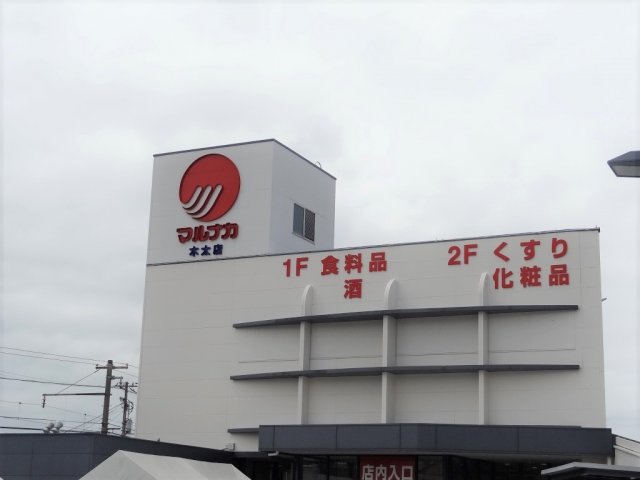 マルナカ
木太店
1F 食料品
酒
2F くすり
化粧品
店内入口